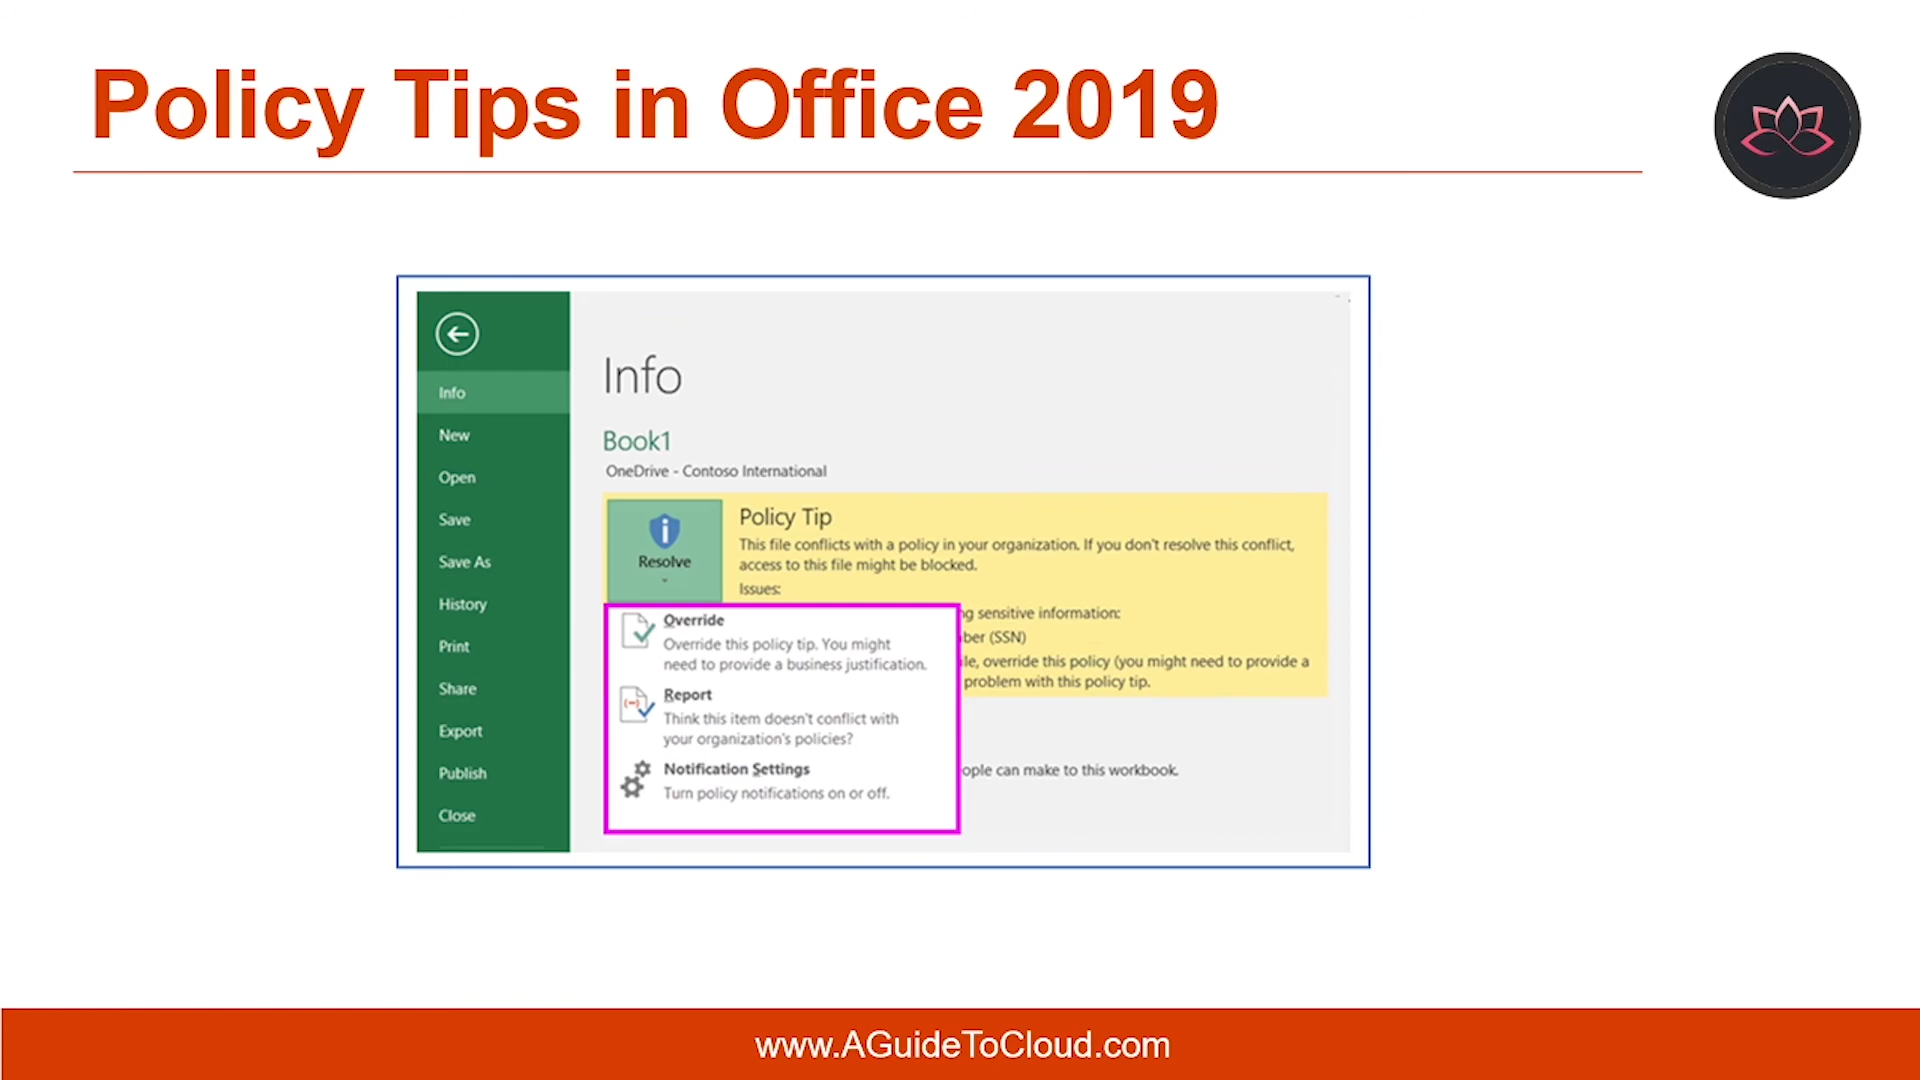 Policy Tips in Office 2019
Info
New
Open
Save
Save As
History
Print
Share
Export
Publish
Close
Info
Book1
OneDrive - Contoso International
Resolve
Policy Tip
This file conflicts with a policy in your organization. If you don't resolve this conflict,
access to this file might be blocked.
Issues:
ng sensitive information:
ber (SSN)
le, override this policy (you might need to provide a
problem with this policy tip.
Override
Override this policy tip. You might
need to provide a business justification.
Report
Think this item doesn't conflict with
your organization's policies?
Notification Settings
Turn policy notifications on or off.
ople can make to this workbook.
www.AGuideToCloud.com